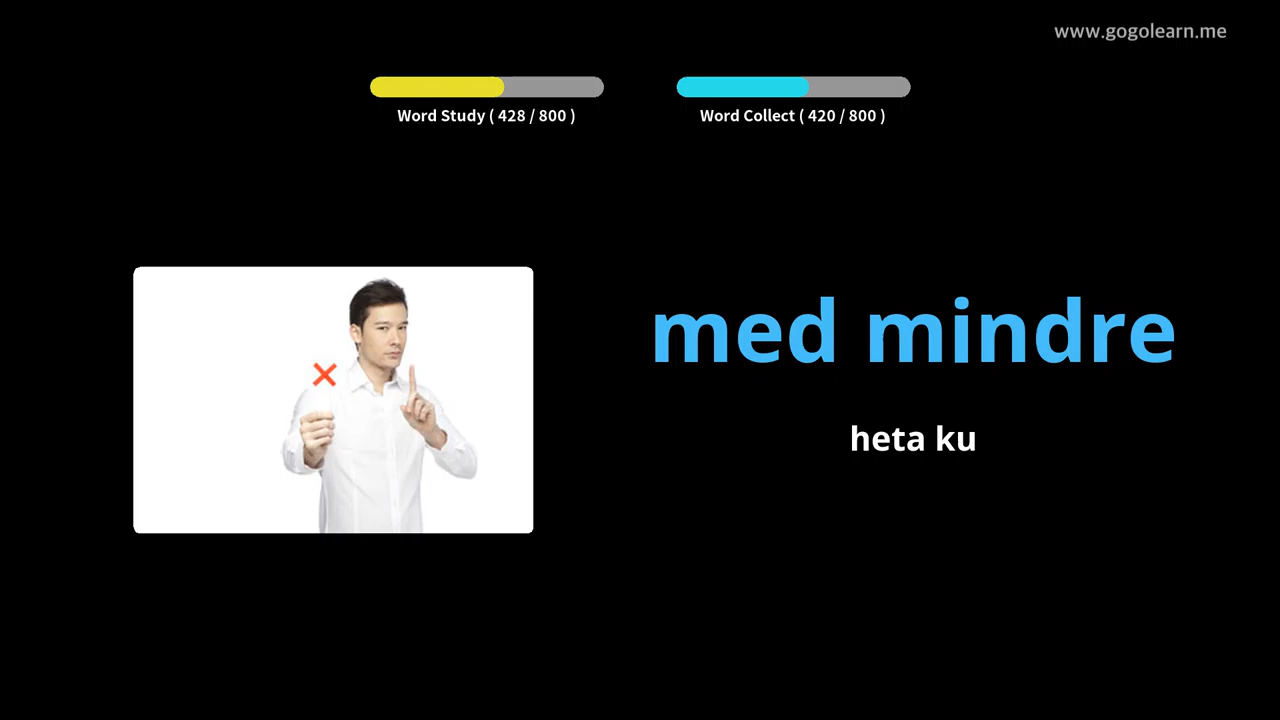 www.gogolearn.me
Word Study ( 428 / 800 )
Word Collect ( 420 / 800 )
med mindre
heta ku